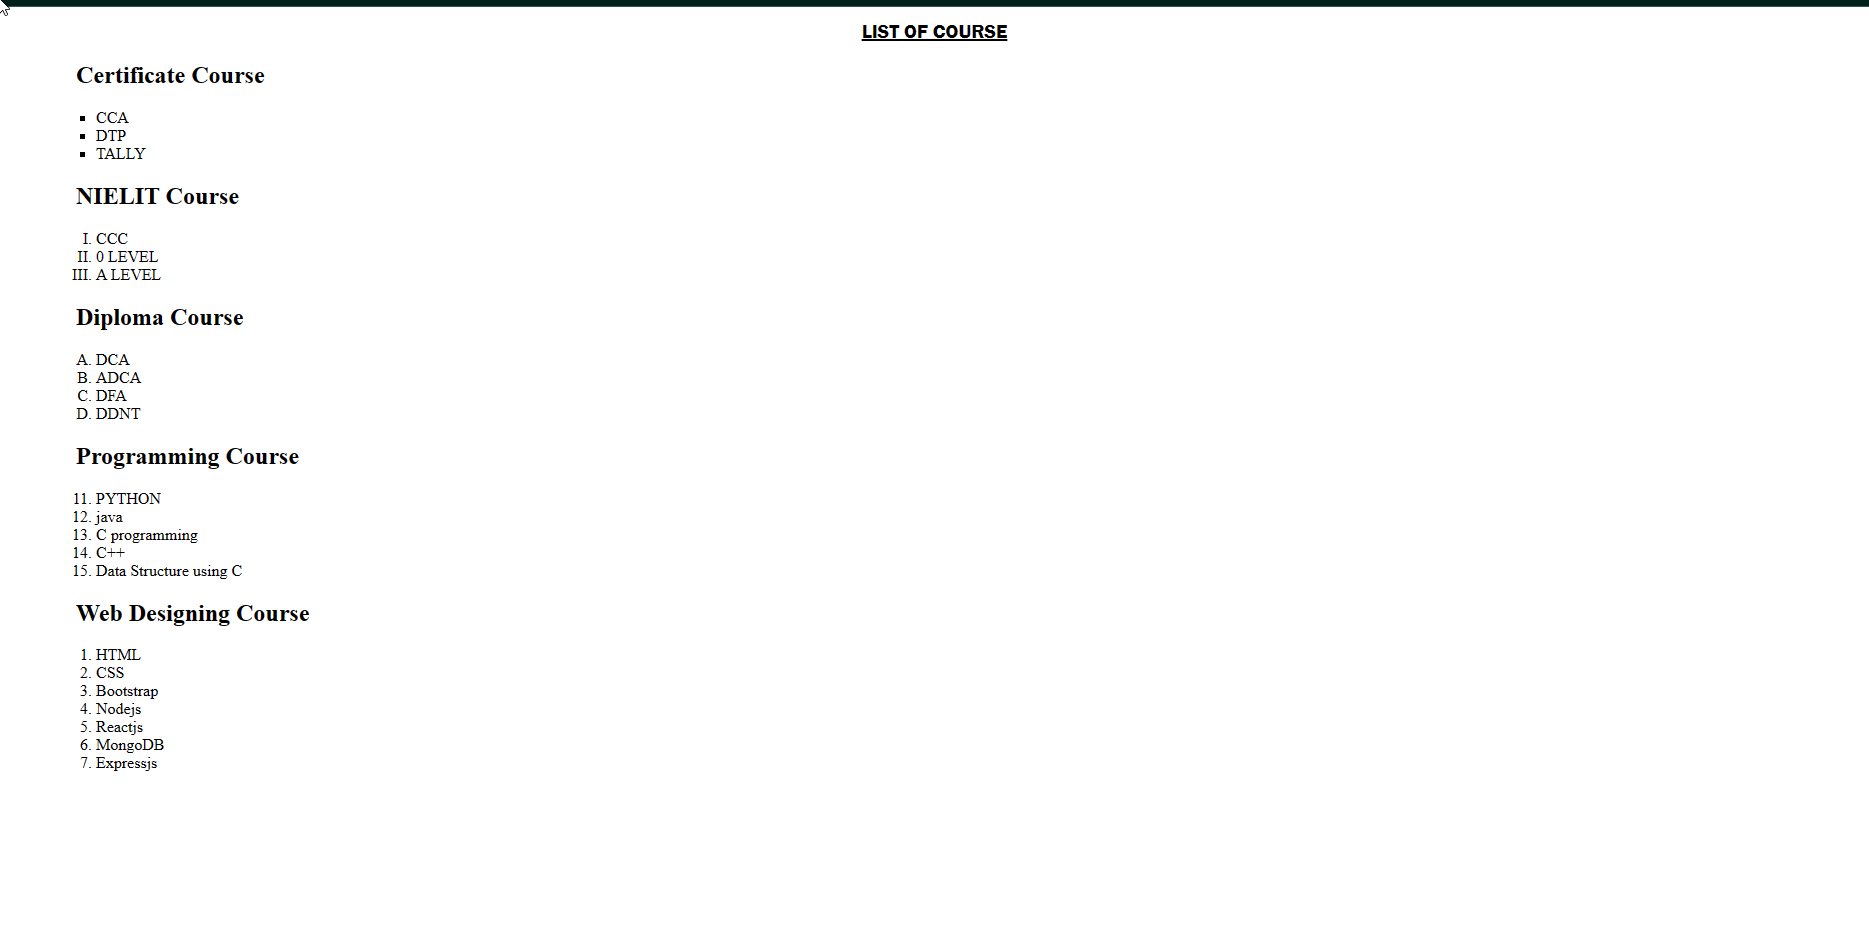 LIST OF COURSE
Certificate Course
▪ CCA
▪ DTP
▪ TALLY
NIELIT Course
I. CCC
II. 0 LEVEL
III. A LEVEL
Diploma Course
A. DCA
B. ADCA
C. DFA
D. DDNT
Programming Course
11. PYTHON
12. java
13. C programming
14. C++
15. Data Structure using C
Web Designing Course
1. HTML
2. CSS
3. Bootstrap
4. Nodejs
5. Reactjs
6. MongoDB
7. Expressjs